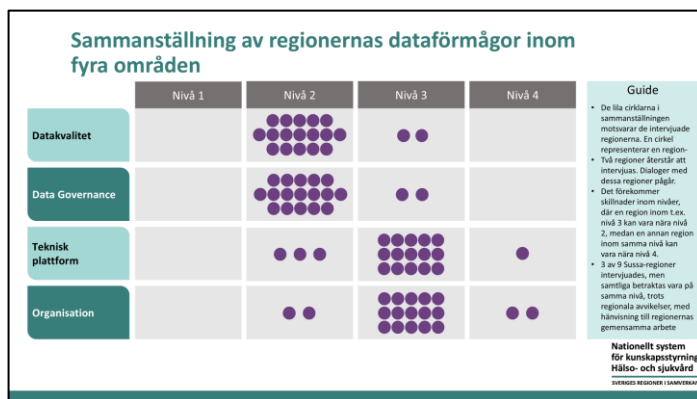 Sammanställning av regionernas dataförmågor inom
fyra områden
Nivå 1
Nivå 2
Nivå 3
Nivå 4
Datakvalitet
Data Governance
Teknisk
plattform
Organisation
Guide
• De lila cirklarna i
sammanställningen
motsvarar de intervjuade
regionerna. En cirkel
representerar en region-
• Två regioner återstår att
intervjuas. Dialoger med
dessa regioner pågår.
• Det förekommer
skillnader inom nivåer,
där en region inom t.ex.
nivå 3 kan vara nära nivå
2, medan en annan region
inom samma nivå kan
vara nära nivå 4.
• 3 av 9 Sussa-regioner
intervjuades, men
samtliga betraktas vara på
samma nivå, trots
regionala avvikelser, med
hänvisning till regionernas
gemensamma arbete
Nationellt system
för kunskapsstyrning
Hälso- och sjukvård
SVERIGES REGIONER I SAMVERKAN